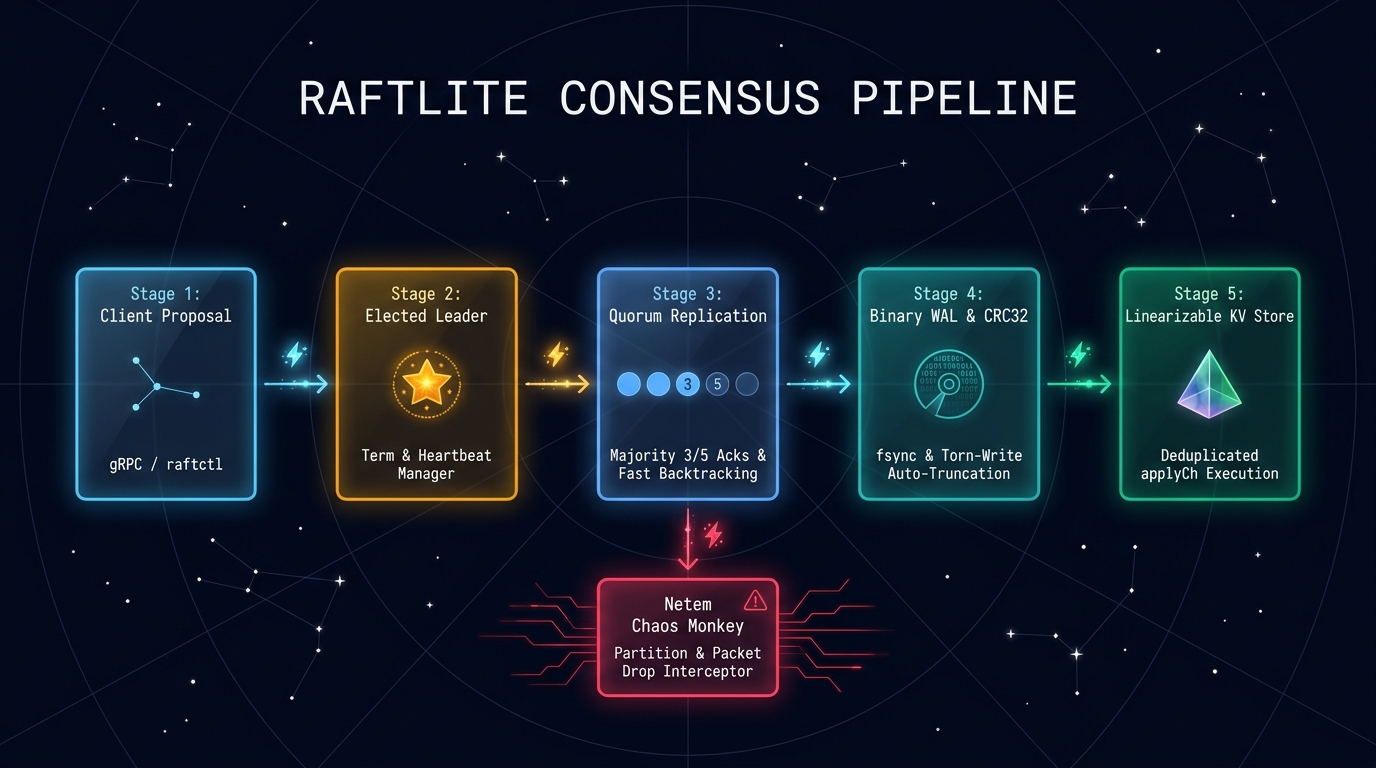 RAFTLITE CONSENSUS PIPELINE
Stage 1:
Client Proposal
gRPC / raftctl
Stage 2:
Elected Leader
Term & Heartbeat
Manager
Stage 3:
Quorum Replication
3
5
Majority 3/5 Acks &
Fast Backtracking
Stage 4:
Binary WAL & CRC32
fsync & Torn-Write
Auto-Truncation
Stage 5:
Linearizable KV Store
Deduplicated
applyCh Execution
Netem
Chaos Monkey
Partition & Packet
Drop Interceptor